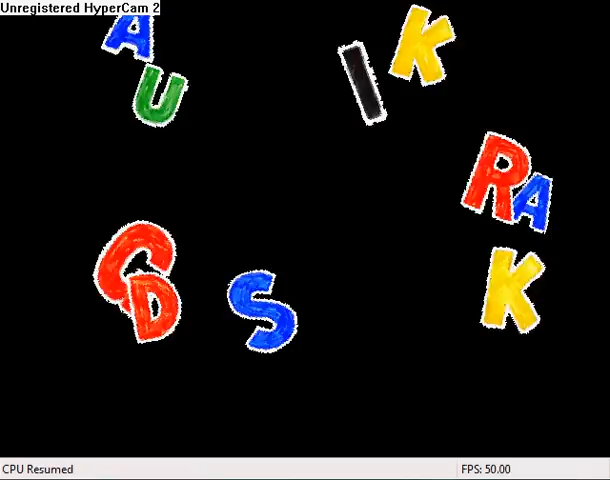 Unregistered HyperCam 2
A
I K
U
R A
C
D S
K
CPU Resumed FPS: 50.00